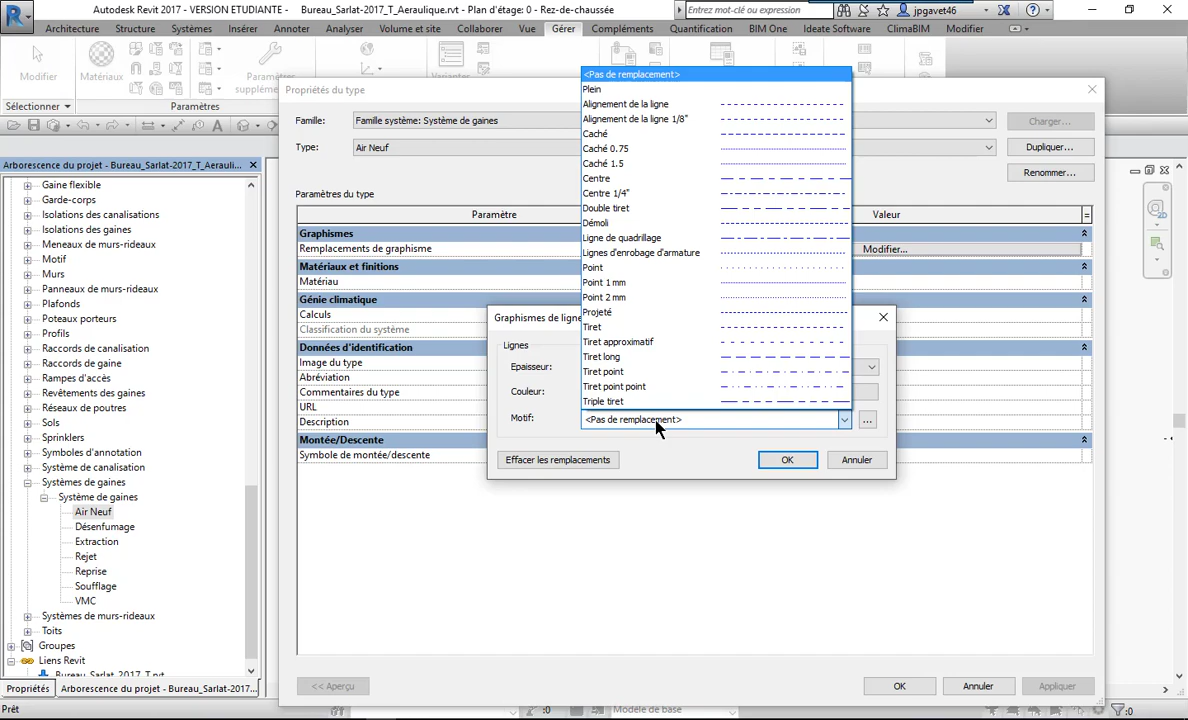 Autodesk Revit 2017 - VERSION ETUDIANTE - Bureau_Sarlat-2017_T_Aeraulique.rvt - Plan d'étage: 0 - Rez-de-chaussée
Entrez mot-clé ou expression
jpgavet46
Architecture Structure Systèmes Insérer Annoter Analyser Volume et site Collaborer Vue Gérer Compléments Quantification BIM One Ideate Software ClimaBIM Modifier
Modifier
Matériaux
Sélectionner
Paramètres
Propriétés du type
Famille: Famille système: Système de gaines Charger...
Type: Air Neuf Dupliquer...
Renommer...
Paramètres du type
Paramètre Valeur =
Graphismes
Remplacements de graphisme Modifier...
Matériaux et finitions
Matériau
Génie climatique
Calculs
Classification du système
Données d'identification
Image du type
Abréviation
Commentaires du type
URL
Description
Montée/Descente
Symbole de montée/descente
<< Aperçu
OK Annuler Appliquer
<Pas de remplacement>
Plein
Alignement de la ligne
Alignement de la ligne 1/8"
Caché
Caché 0.75
Caché 1.5
Centre
Centre 1/4"
Double tiret
Démoli
Ligne de quadrillage
Lignes d'enrobage d'armature
Point
Point 1 mm
Point 2 mm
Projeté
Tiret
Tiret approximatif
Tiret long
Tiret point
Tiret point point
Triple tiret
Graphismes de ligne
Lignes
Epaisseur:
Couleur:
Motif: <Pas de remplacement> ...
Effacer les remplacements OK Annuler
Arborescence du projet - Bureau_Sarlat-2017_T_Aerauli...
Gaine flexible
Garde-corps
Isolations des canalisations
Isolations des gaines
Meneaux de murs-rideaux
Motif
Murs
Panneaux de murs-rideaux
Plafonds
Poteaux porteurs
Profils
Raccords de canalisation
Raccords de gaine
Rampes d'accès
Revêtements des gaines
Réseaux de poutres
Sols
Sprinklers
Symboles d'annotation
Système de canalisation
Systèmes de gaines
Système de gaines
Air Neuf
Désenfumage
Extraction
Rejet
Reprise
Soufflage
VMC
Systèmes de murs-rideaux
Toits
Groupes
Liens Revit
Bureau_Sarlat_2017_T.rvt
Propriétés Arborescence du projet - Bureau_Sarlat-2017...
Prêt
:0
Modèle de base
:0